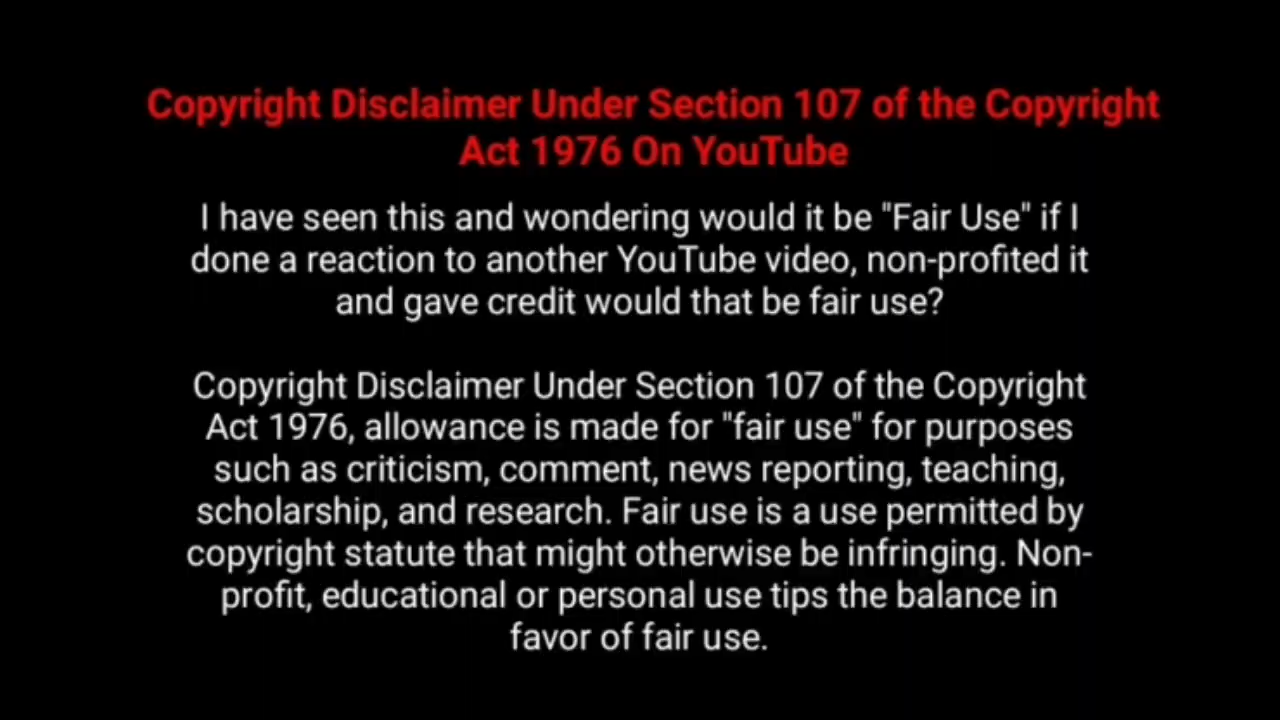 Copyright Disclaimer Under Section 107 of the Copyright
Act 1976 On YouTube
I have seen this and wondering would it be "Fair Use" if I
done a reaction to another YouTube video, non-profited it
and gave credit would that be fair use?
Copyright Disclaimer Under Section 107 of the Copyright
Act 1976, allowance is made for "fair use" for purposes
such as criticism, comment, news reporting, teaching,
scholarship, and research. Fair use is a use permitted by
copyright statute that might otherwise be infringing. Non-
profit, educational or personal use tips the balance in
favor of fair use.